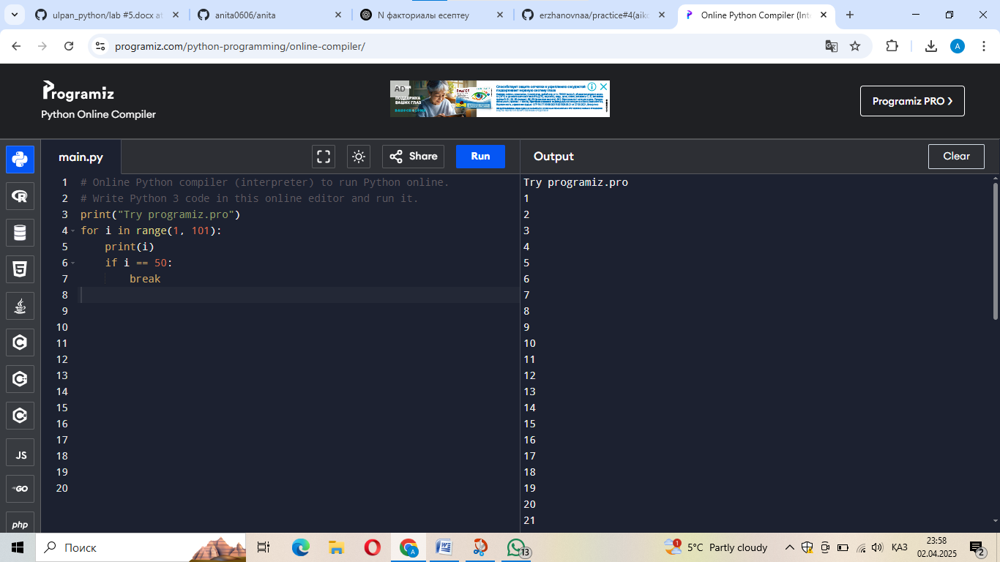 ulpan_python/lab #5.docx at
anita0606/anita
N факториалы есептеу
erzhanovnaa/practice#4(aiko
Online Python Compiler (Inte
programiz.com/python-programming/online-compiler/
A
Programiz
Python Online Compiler
AD
ПОДДЕРЖКА
ВАШИХ ГЛАЗ
Programiz PRO
main.py
Share
Run
Output
Clear
1 # Online Python compiler (interpreter) to run Python online.
2 # Write Python 3 code in this online editor and run it.
3 print("Try programiz.pro")
4 for i in range(1, 101):
5 print(i)
6 if i == 50:
7 break
8
9
10
11
12
13
14
15
16
17
18
19
20
Try programiz.pro
1
2
3
4
5
6
7
8
9
10
11
12
13
14
15
16
17
18
19
20
21
JS
GO
php
Поиск
A
13
1
5°C Partly cloudy
ҚАЗ
23:58
02.04.2025
2